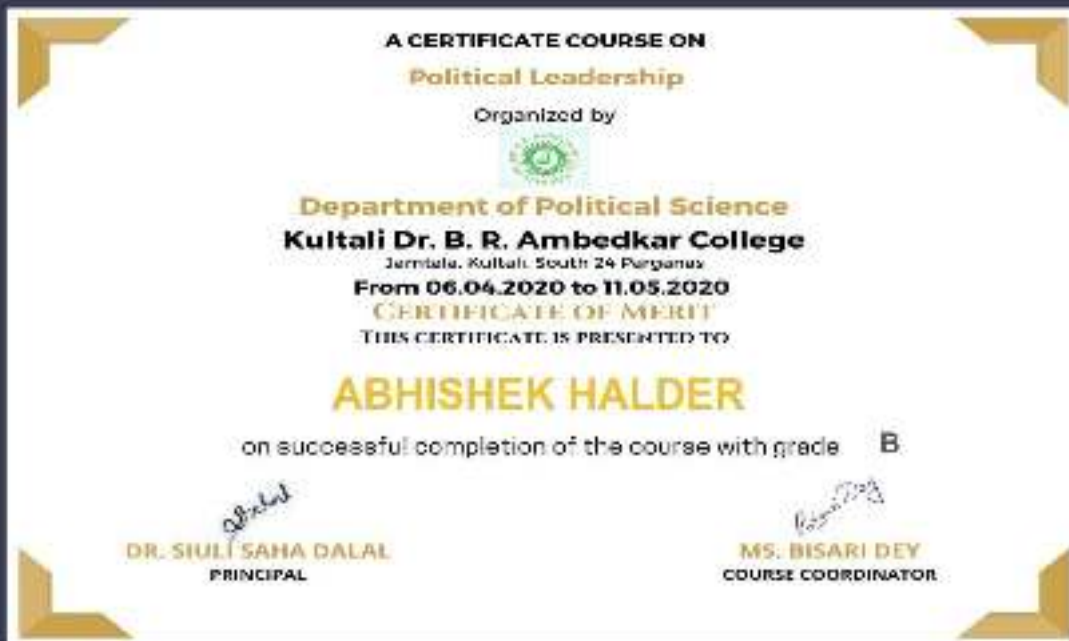 A CERTIFICATE COURSE ON
Political Leadership
Organized by
Department of Political Science
Kultali Dr. B. R. Ambedkar College
Jamtala, Kultali, South 24 Parganas
From 06.04.2020 to 11.05.2020
CERTIFICATE OF MERIT
THIS CERTIFICATE IS PRESENTED TO
ABHISHEK HALDER
on successful completion of the course with grade B
DR. SIULI SAHA DALAL
PRINCIPAL
MS. BISARI DEY
COURSE COORDINATOR